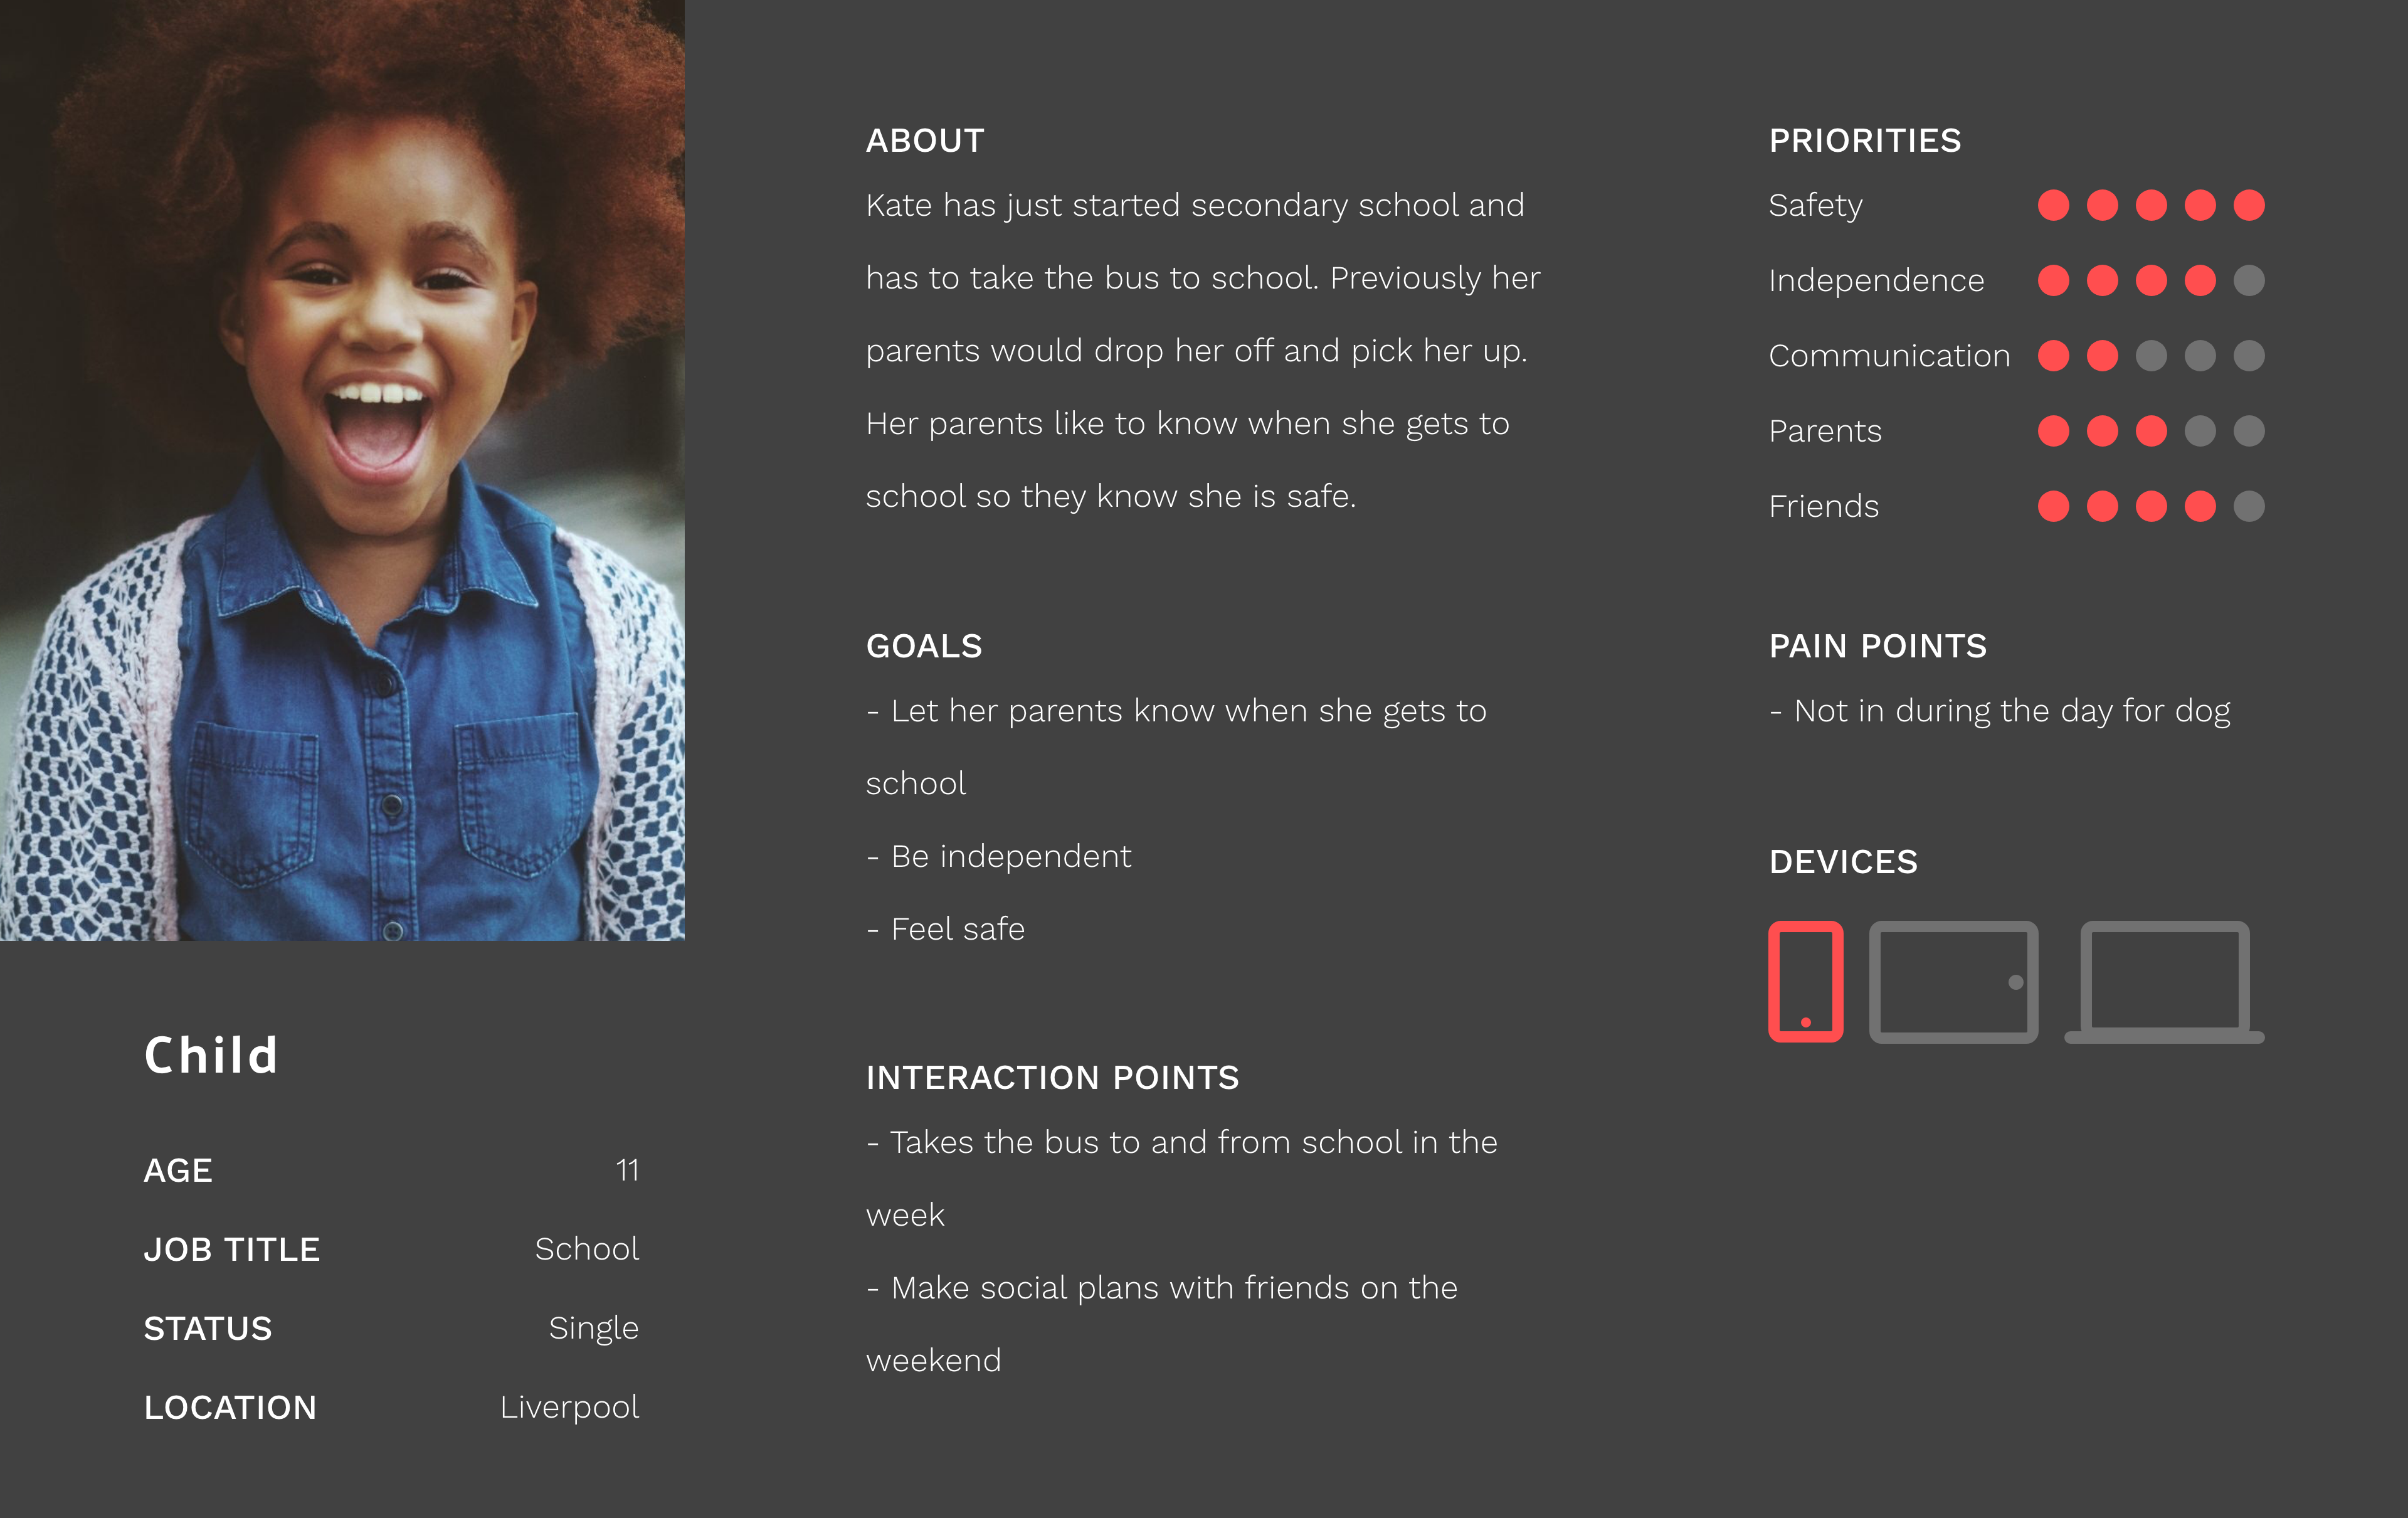 Child
AGE 11
JOB TITLE School
STATUS Single
LOCATION Liverpool
ABOUT
Kate has just started secondary school and
has to take the bus to school. Previously her
parents would drop her off and pick her up.
Her parents like to know when she gets to
school so they know she is safe.
GOALS
- Let her parents know when she gets to
school
- Be independent
- Feel safe
INTERACTION POINTS
- Takes the bus to and from school in the
week
- Make social plans with friends on the
weekend
PRIORITIES
Safety
Independence
Communication
Parents
Friends
PAIN POINTS
- Not in during the day for dog
DEVICES